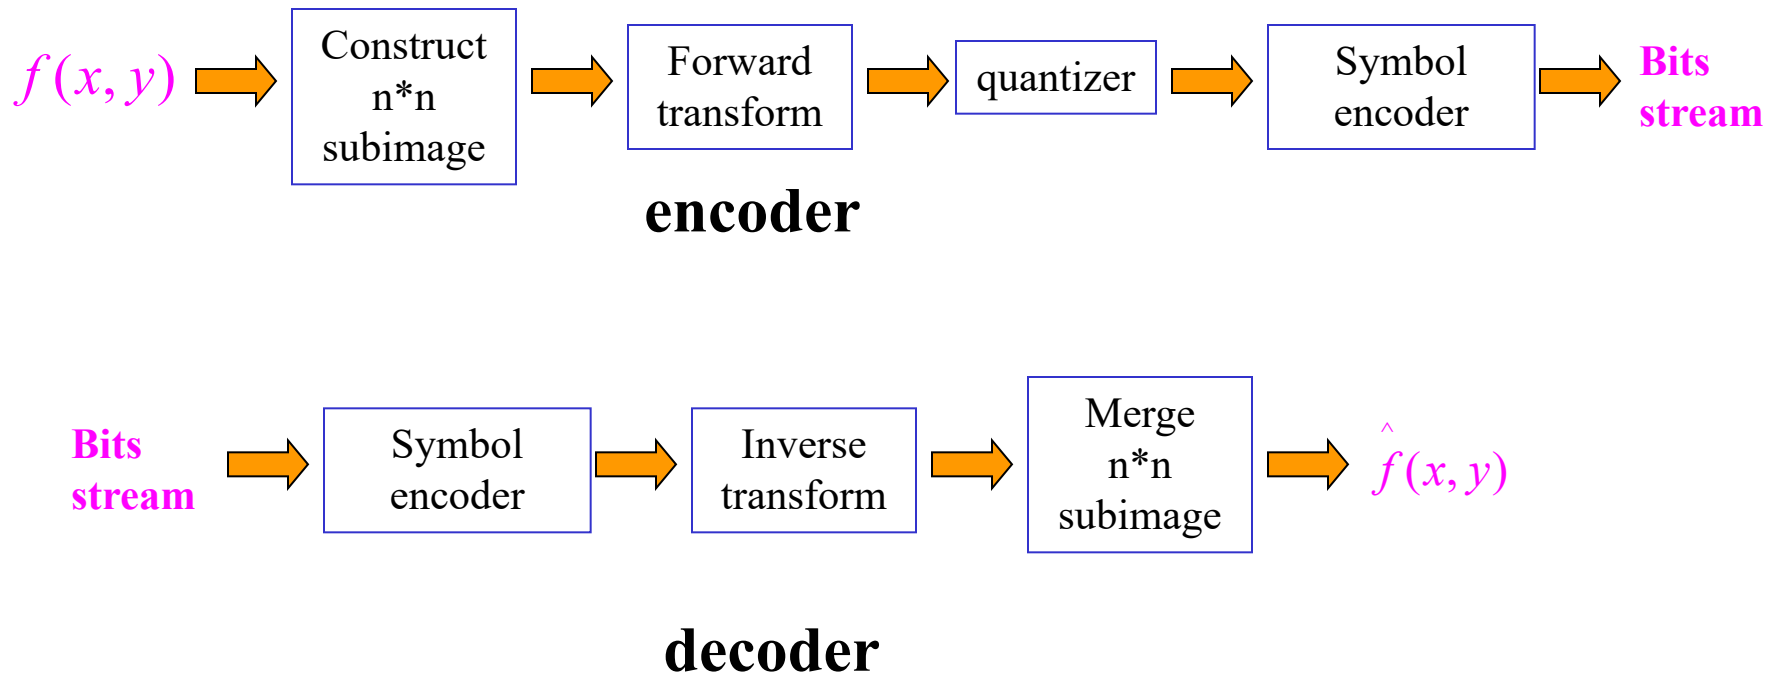 f(x, y)
Construct
n*n
subimage
Forward
transform
quantizer
Symbol
encoder
Bits
stream
encoder
Bits
stream
Symbol
encoder
Inverse
transform
Merge
n*n
subimage
f̂(x, y)
decoder